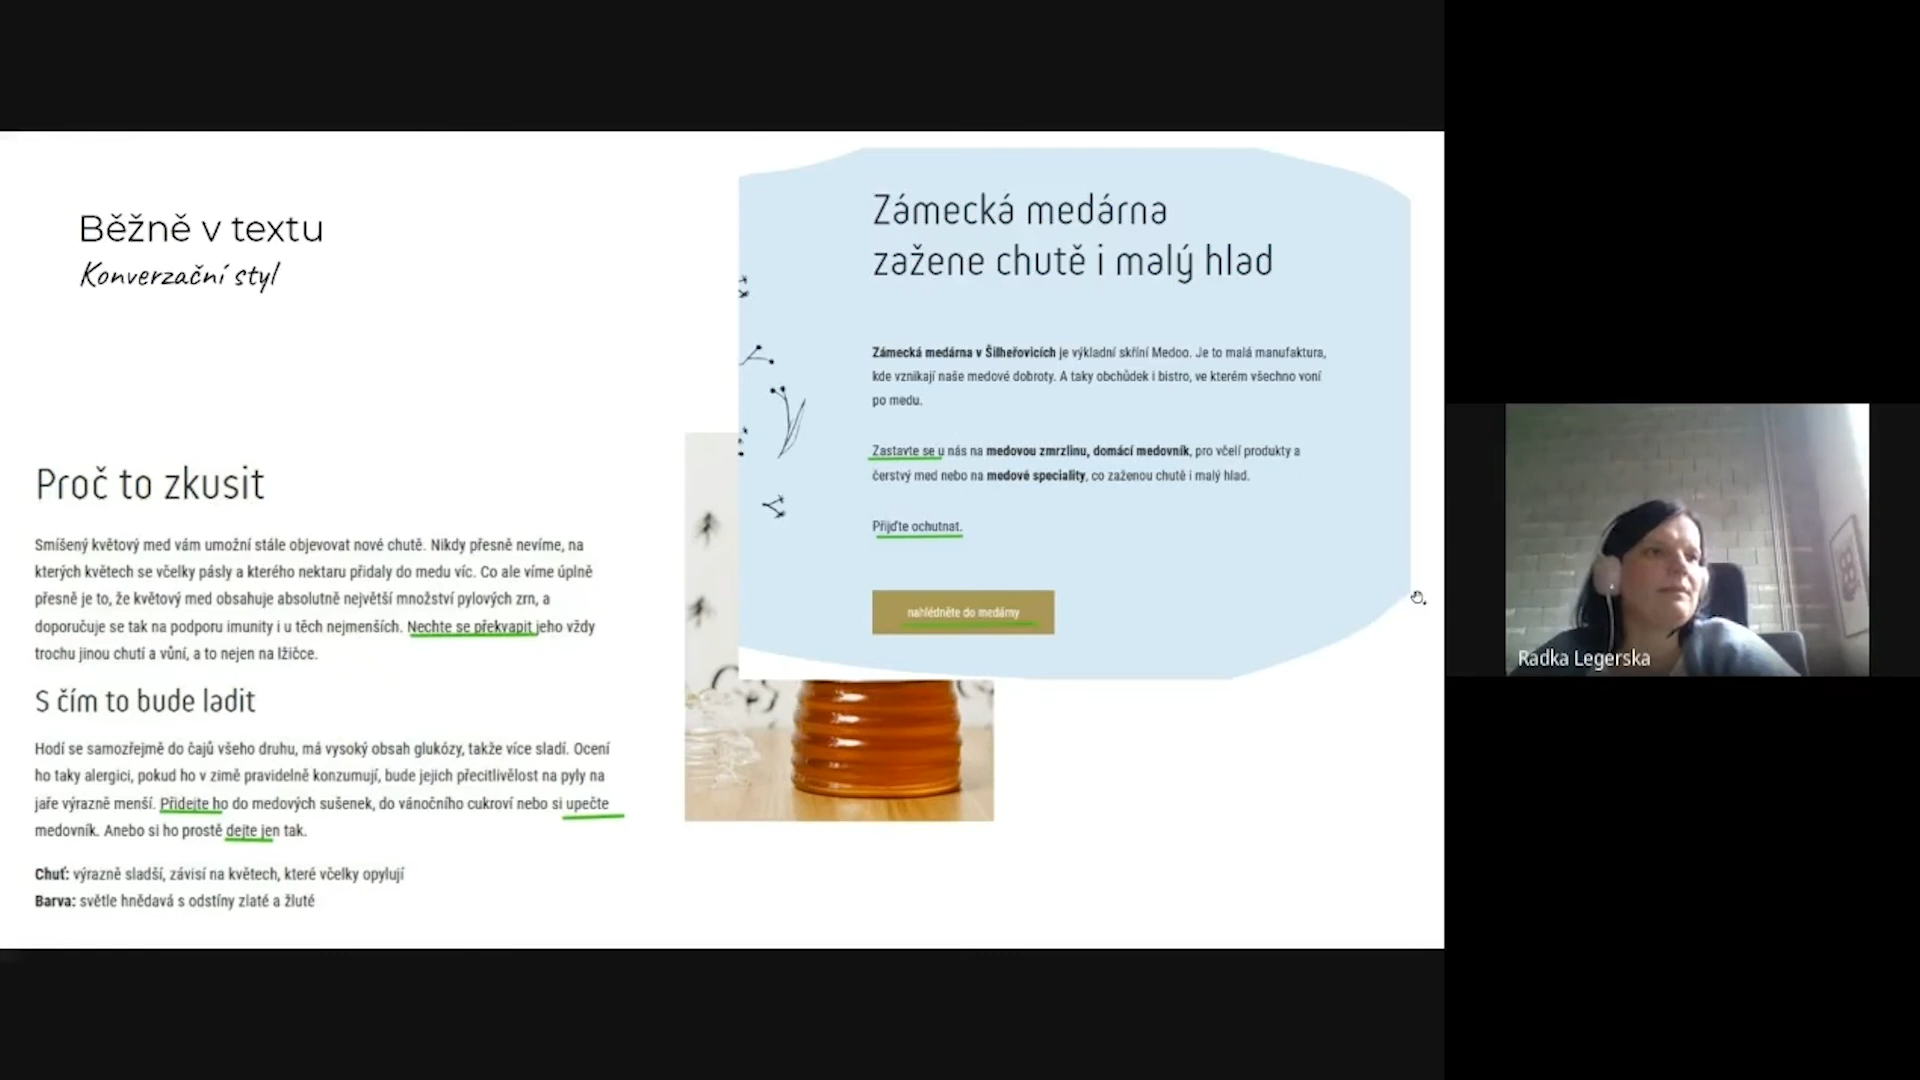 Běžně v textu
Konverzační styl
Proč to zkusit
Smíšený květový med vám umožní stále objevovat nové chutě. Nikdy přesně nevíme, na
kterých květech se včelky pásly a kterého nektaru přidaly do medu víc. Co ale víme úplně
přesně je to, že květový med obsahuje absolutně největší množství pylových zrn, a
doporučuje se tak na podporu imunity i u těch nejmenších. Nechte se překvapit jeho vždy
trochu jinou chutí a vůní, a to nejen na lžičce.
S čím to bude ladit
Hodí se samozřejmě do čajů všeho druhu, má vysoký obsah glukózy, takže více sladí. Ocení
ho taky alergici, pokud ho v zimě pravidelně konzumují, bude jejich přecitlivělost na pyly na
jaře výrazně menší. Přidejte ho do medových sušenek, do vánočního cukroví nebo si upečte
medovník. Anebo si ho prostě dejte jen tak.
Chuť: výrazně sladší, závisí na květech, které včelky opylují
Barva: světle hnědavá s odstíny zlaté a žluté
Zámecká medárna
zažene chutě i malý hlad
Zámecká medárna v Šilheřovicích je výkladní skříní Medoo. Je to malá manufaktura,
kde vznikají naše medové dobroty. A taky obchůdek i bistro, ve kterém všechno voní
po medu.
Zastavte se u nás na medovou zmrzlinu, domácí medovník, pro včelí produkty a
čerstvý med nebo na medové speciality, co zaženou chutě i malý hlad.
Přijďte ochutnat.
nahlédněte do medárny
Radka Legerska